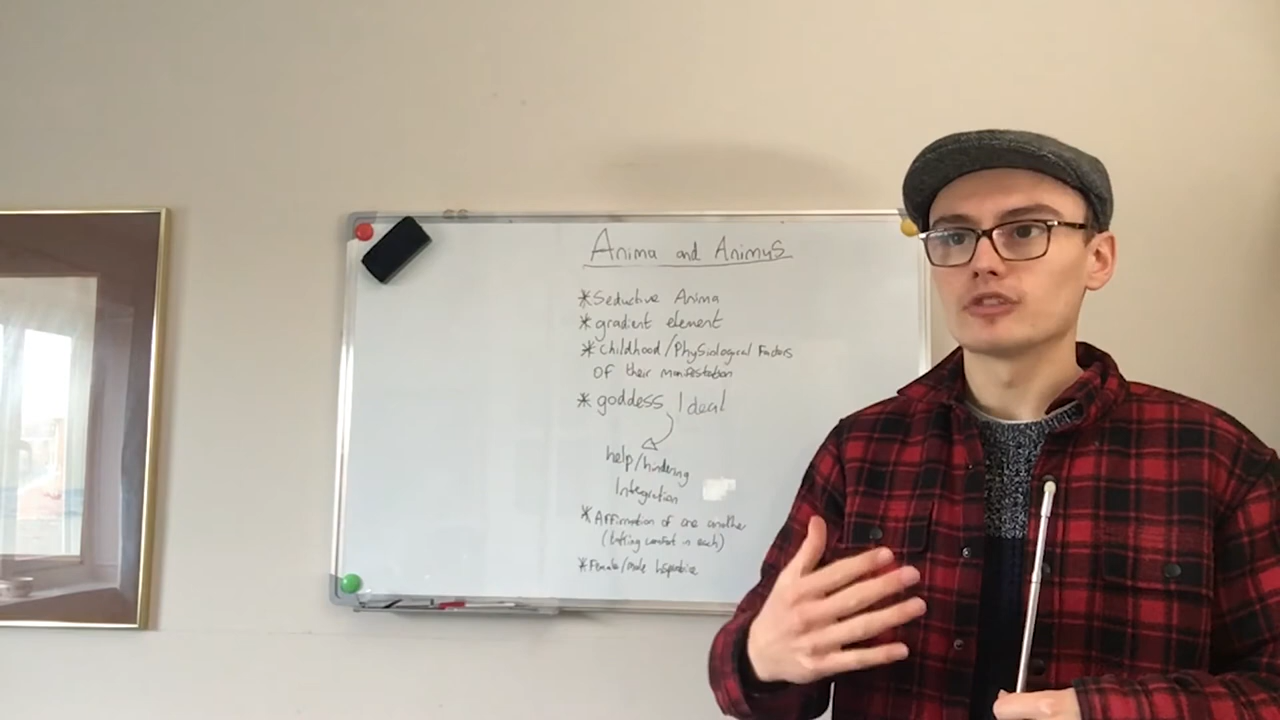 Anima and Animus
*Seductive Anima
*gradient element
*Childhood/Physiological Factors
Of their manifestation
*goddess Ideal
help/hindering
Integration
*Affirmation of one another
(taking comfort in each)
*Female/male